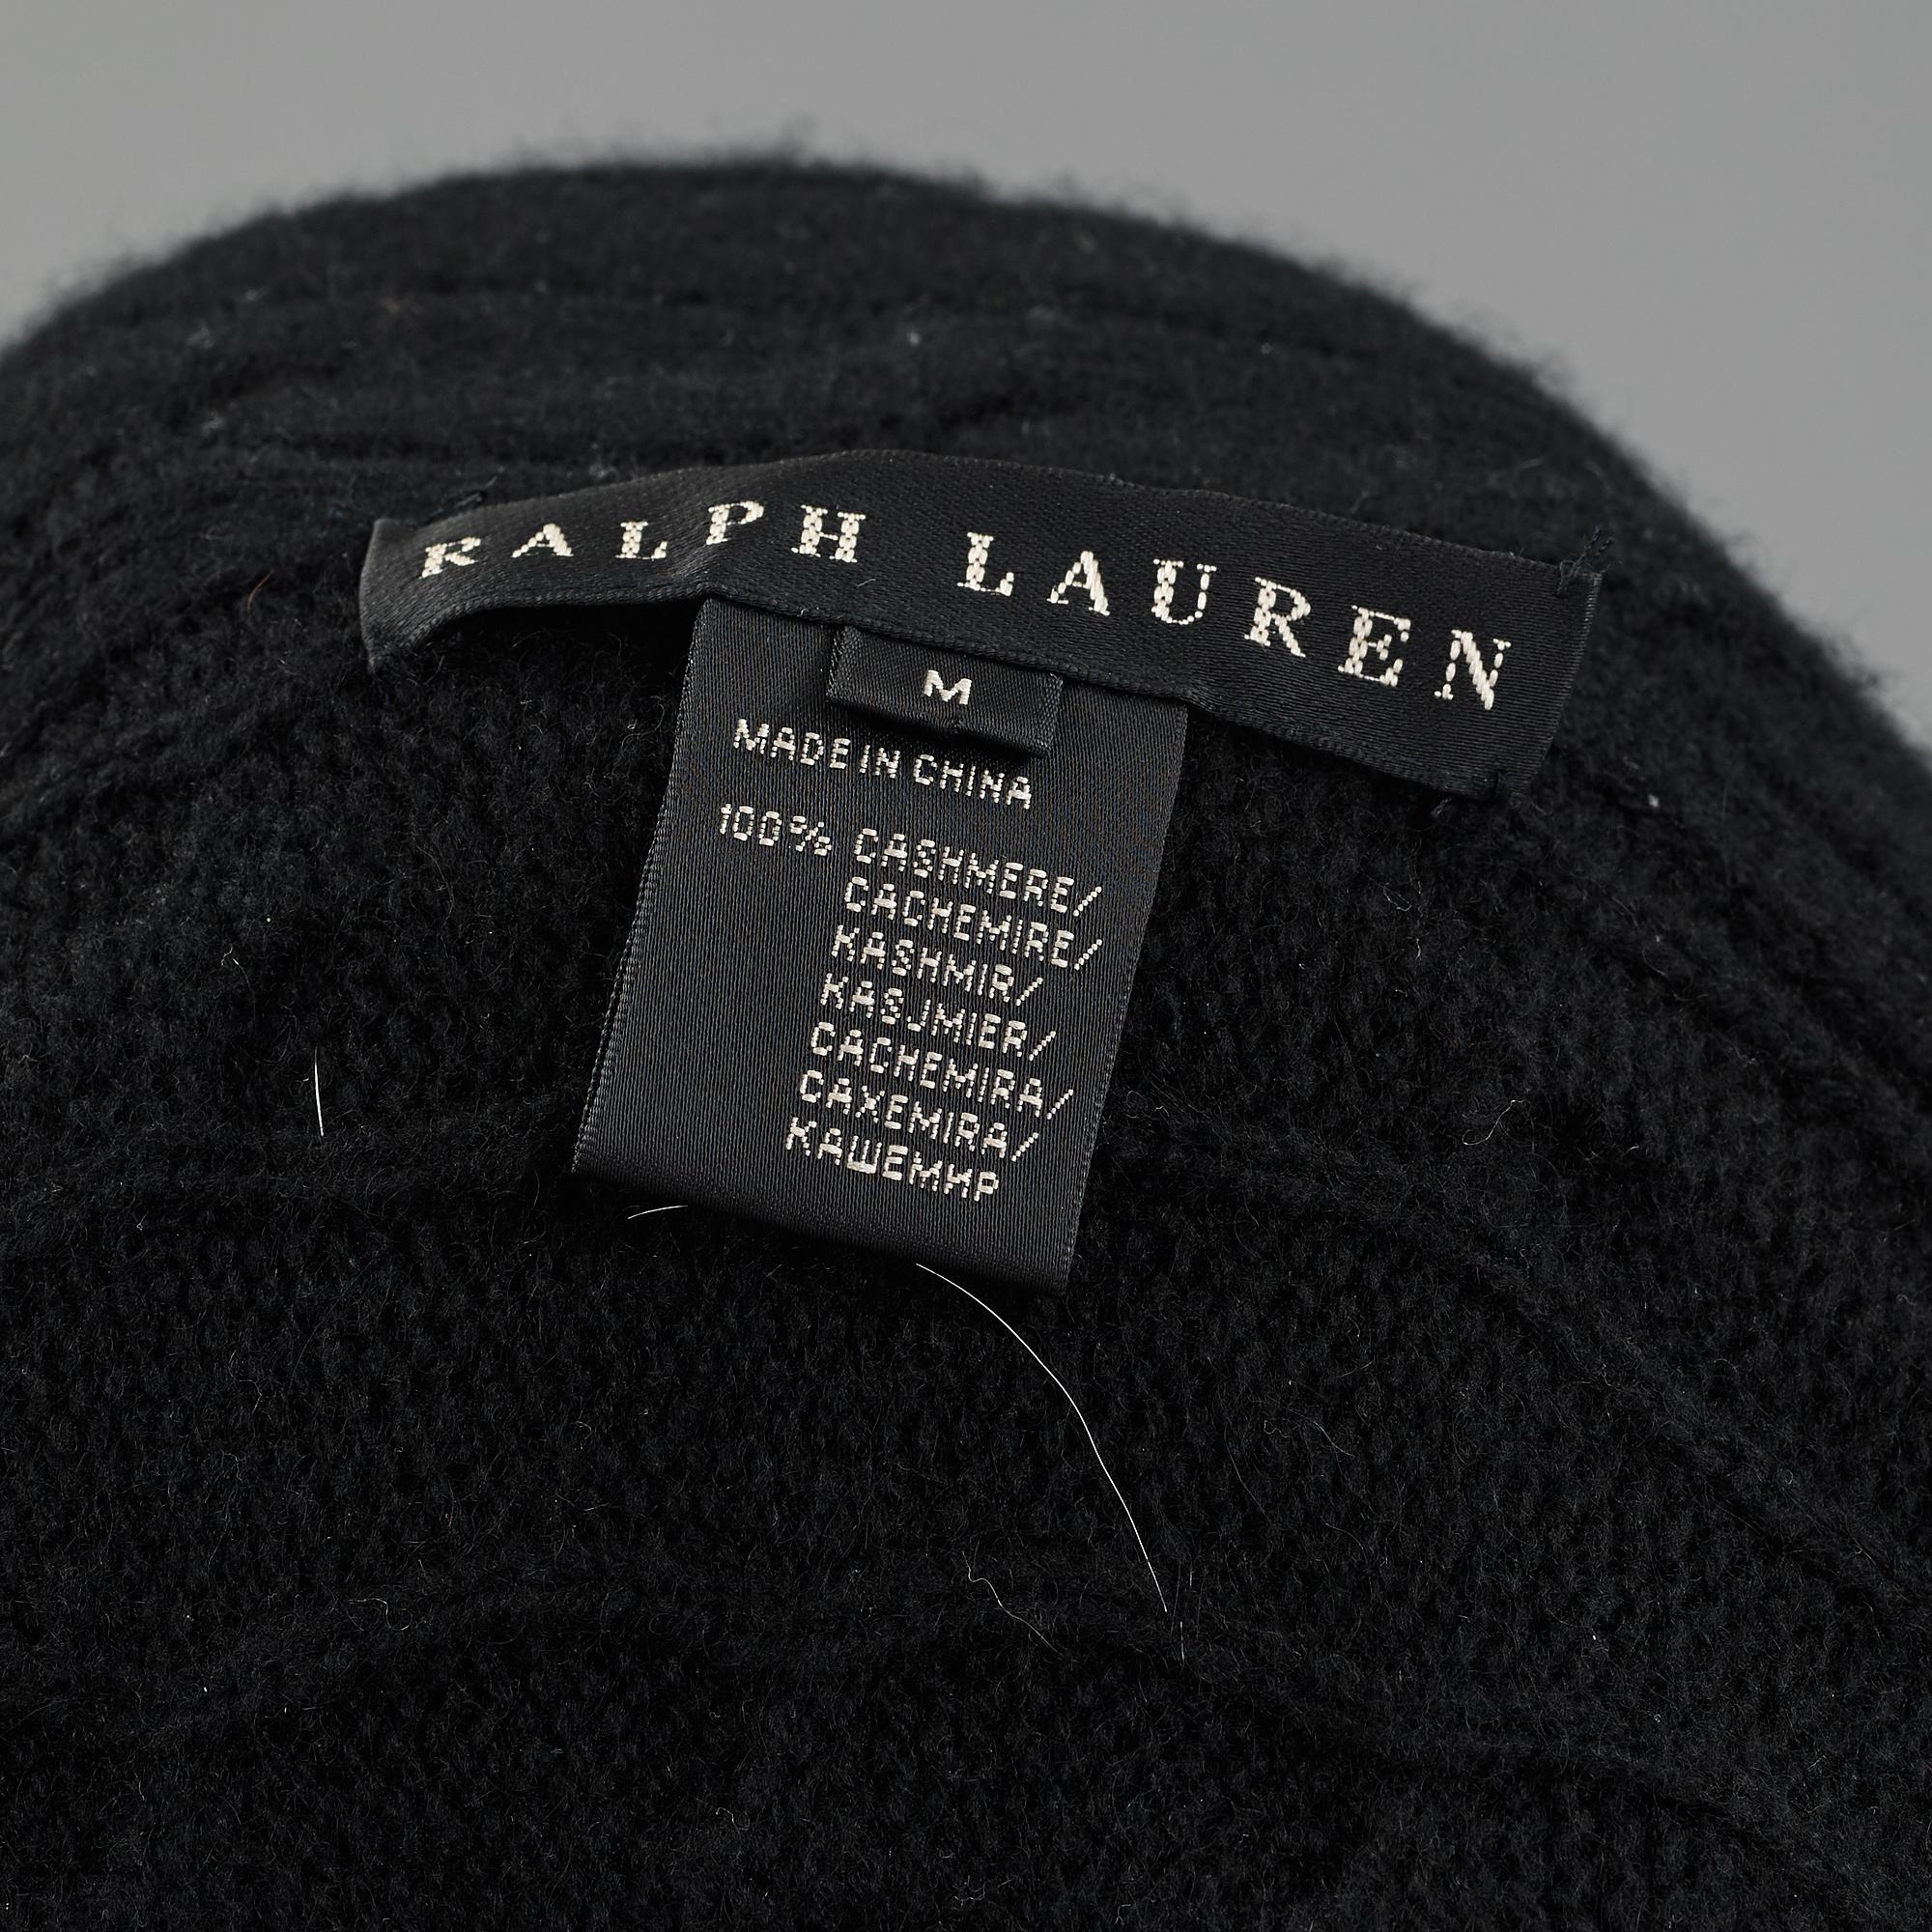 RALPH LAUREN
M
MADE IN CHINA
100% CASHMERE/
CACHEMIRE/
KASHMIR/
KASJMIER/
CACHEMIRA/
CAXEMIRA/
КАШЕМИР